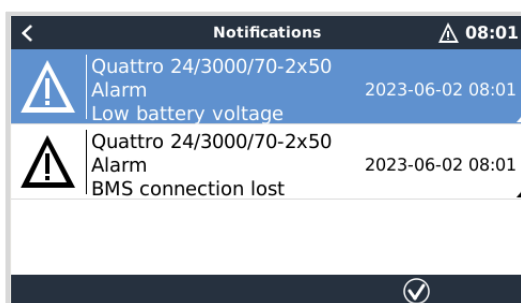 Notifications 08:01
Quattro 24/3000/70-2x50
Alarm 2023-06-02 08:01
Low battery voltage
Quattro 24/3000/70-2x50
Alarm 2023-06-02 08:01
BMS connection lost